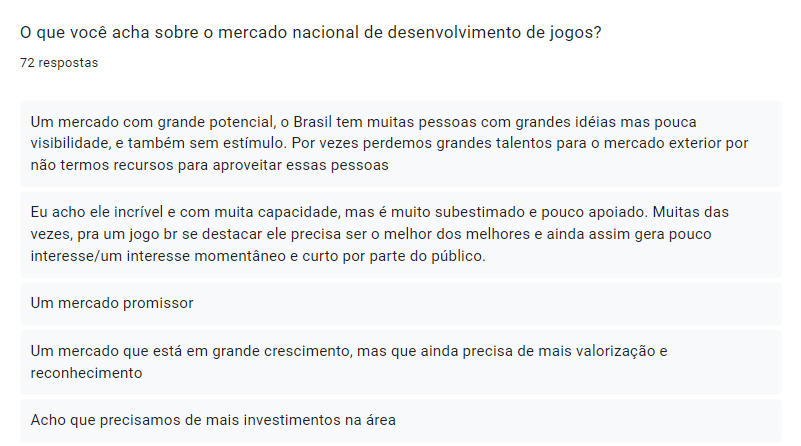 O que você acha sobre o mercado nacional de desenvolvimento de jogos?
72 respostas
Um mercado com grande potencial, o Brasil tem muitas pessoas com grandes idéias mas pouca
visibilidade, e também sem estímulo. Por vezes perdemos grandes talentos para o mercado exterior por
não termos recursos para aproveitar essas pessoas
Eu acho ele incrível e com muita capacidade, mas é muito subestimado e pouco apoiado. Muitas das
vezes, pra um jogo br se destacar ele precisa ser o melhor dos melhores e ainda assim gera pouco
interesse/um interesse momentâneo e curto por parte do público.
Um mercado promissor
Um mercado que está em grande crescimento, mas que ainda precisa de mais valorização e
reconhecimento
Acho que precisamos de mais investimentos na área